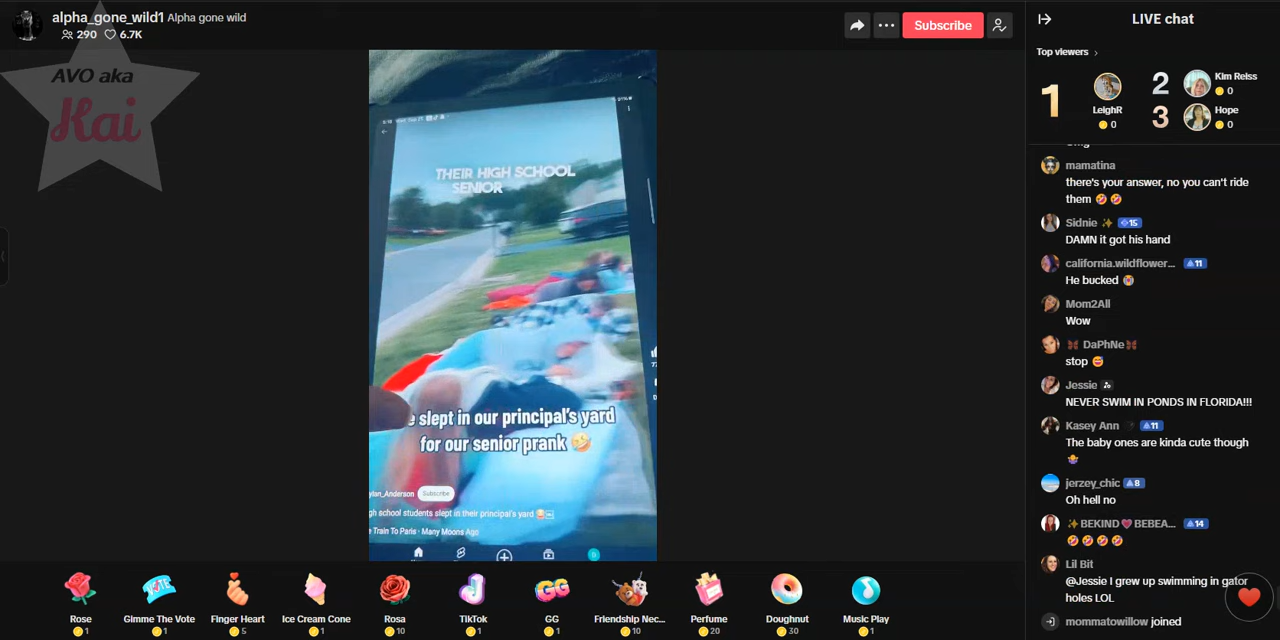 alpha_gone_wild1 Alpha gone wild
290 6.7K
Subscribe
AVO aka
Kai
LIVE chat
Top viewers
1
LeighR
0
2
Kim Reiss
0
3
Hope
0
THEIR HIGH SCHOOL
SENIOR
slept in our principal's yard
for our senior prank 🤣
Subscribe
school students slept in their principal's yard
Train To Paris · Many Moons Ago
mamatina
there's your answer, no you can't ride
them 🤣 🤣
Sidnie ✨ 15
DAMN it got his hand
california.wildflower... 11
He bucked 😭
Mom2All
Wow
🦋 DaPhNe🦋
stop 😅
Jessie
NEVER SWIM IN PONDS IN FLORIDA!!!
Kasey Ann 11
The baby ones are kinda cute though
🤷‍♀️
jerzey_chic 8
Oh hell no
✨BEKIND💗BEBEA... 14
🤣 🤣 🤣 🤣
Lil Bit
@Jessie I grew up swimming in gator
holes LOL
mommatowillow joined
Rose
1
Gimme The Vote
1
Finger Heart
5
Ice Cream Cone
1
Rosa
10
TikTok
1
GG
1
Friendship Nec...
10
Perfume
20
Doughnut
30
Music Play
1